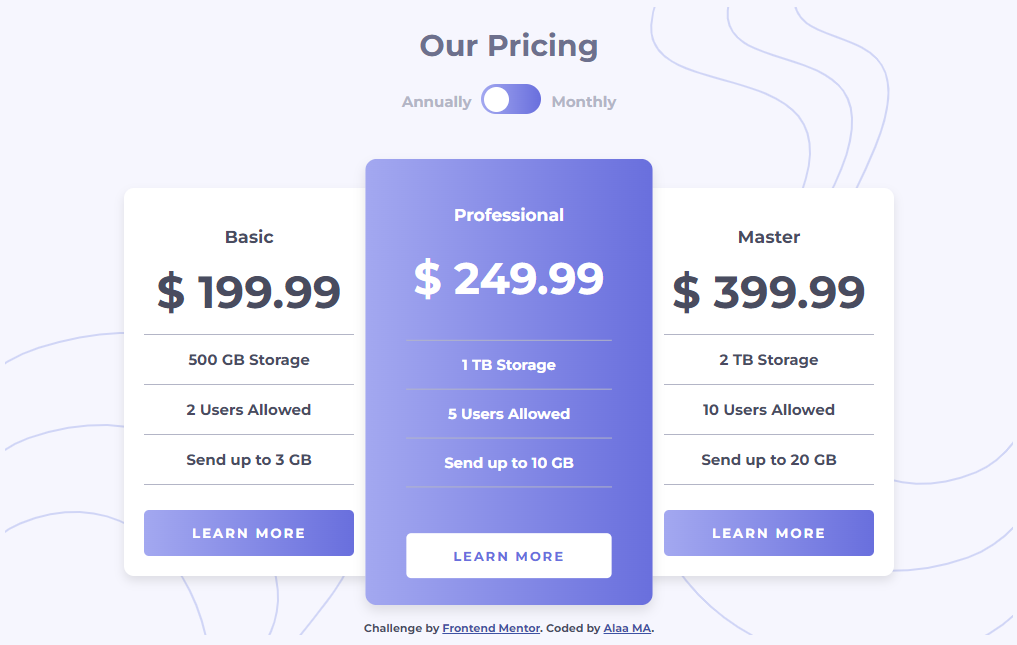 Our Pricing
Annually Monthly
Basic
$ 199.99
500 GB Storage
2 Users Allowed
Send up to 3 GB
LEARN MORE
Professional
$ 249.99
1 TB Storage
5 Users Allowed
Send up to 10 GB
LEARN MORE
Master
$ 399.99
2 TB Storage
10 Users Allowed
Send up to 20 GB
LEARN MORE
Challenge by Frontend Mentor. Coded by Alaa MA.